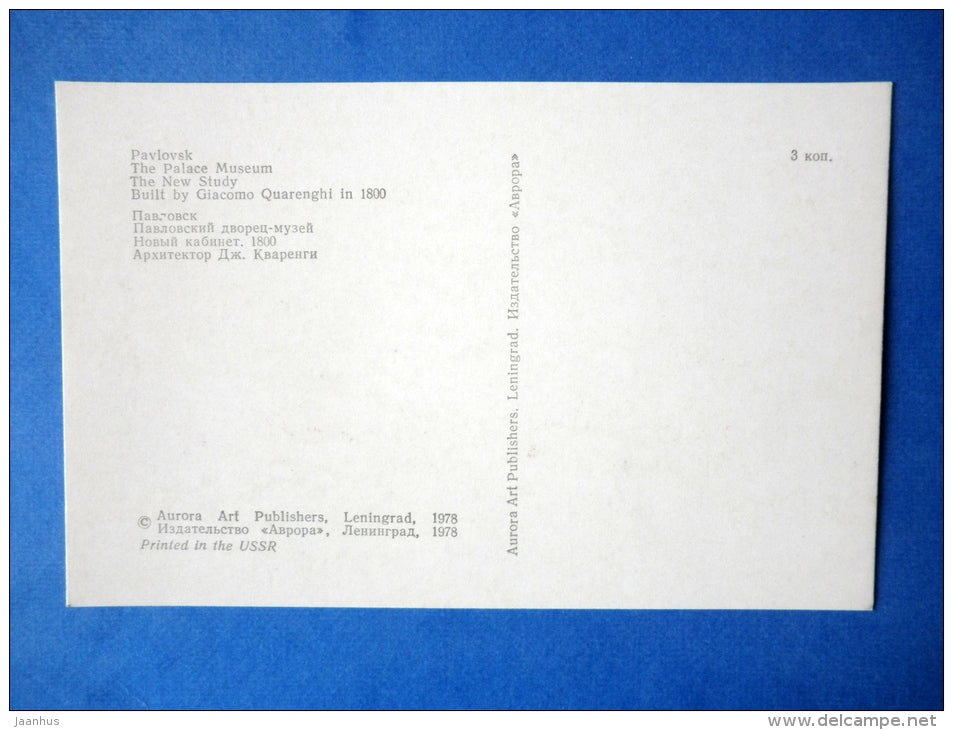 Pavlovsk
The Palace Museum
The New Study
Built by Giacomo Quarenghi in 1800
Павловск
Павловский дворец-музей
Новый кабинет. 1800
Архитектор Дж. Кваренги
© Aurora Art Publishers, Leningrad, 1978
Издательство «Аврора», Ленинград, 1978
Printed in the USSR
Aurora Art Publishers. Leningrad. Издательство «Аврора»
3 коп.
jaanhus
www.delcampe.net